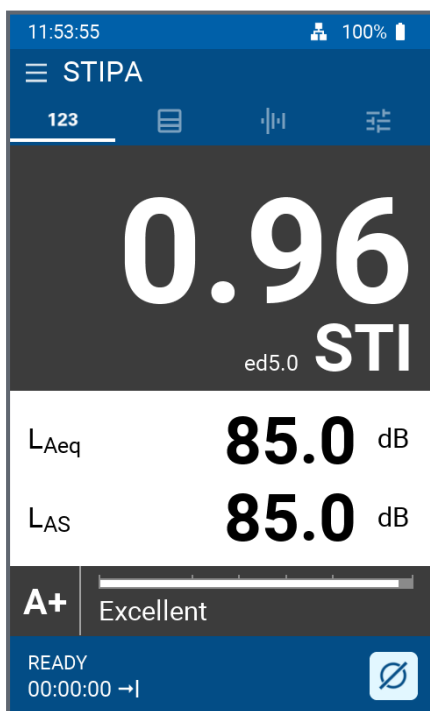 11:53:55 100%
STIPA
123
0.96
ed5.0 STI
LAeq 85.0 dB
LAS 85.0 dB
A+ Excellent
READY
00:00:00